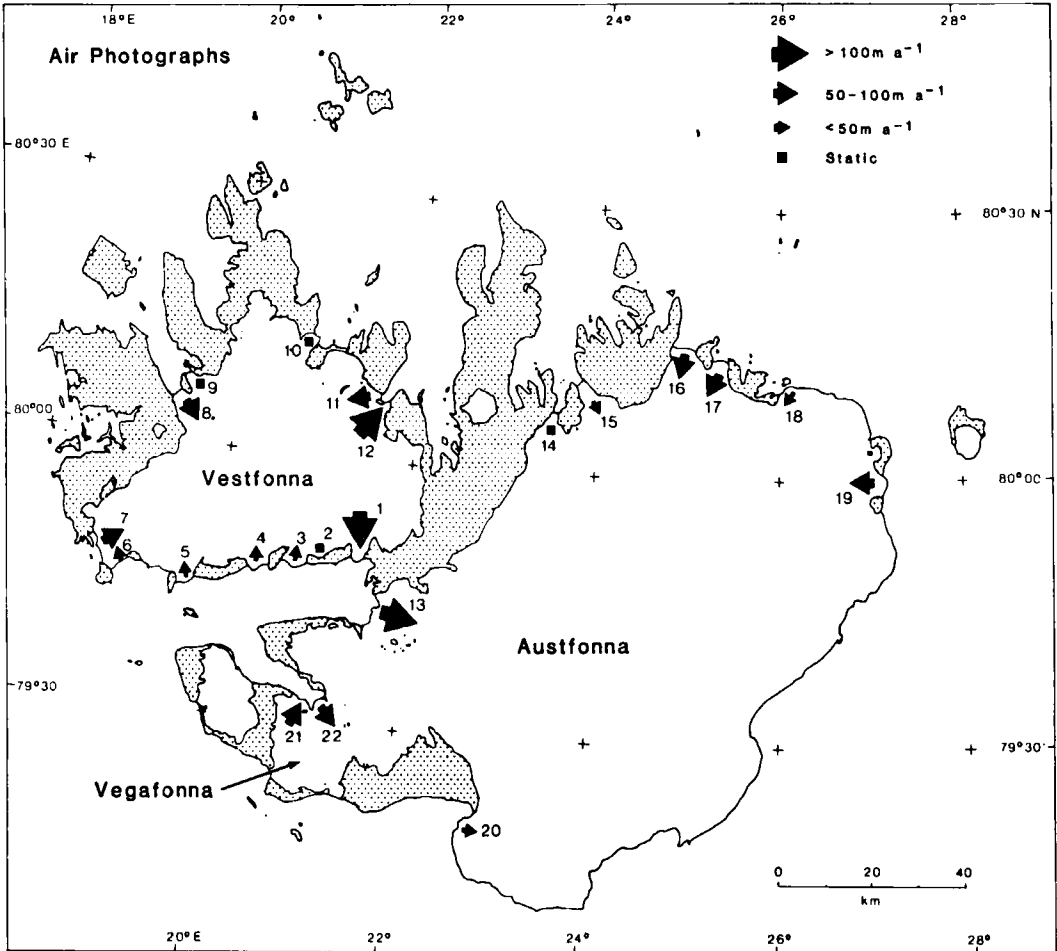 18°E 20° 22° 24° 26° 28°
Air Photographs
> 100m a⁻¹
50-100m a⁻¹
<50m a⁻¹
Static
80°30 E
80°30 N
10
9
8
11
12
16
17
18
15
14
80°00
80°00
19
Vestfonna
7
6
5
4
3
2
1
13
Austfonna
79°30
79°30'
21
22
Vegafonna
20
0 20 40
km
20°E 22° 24° 26° 28°